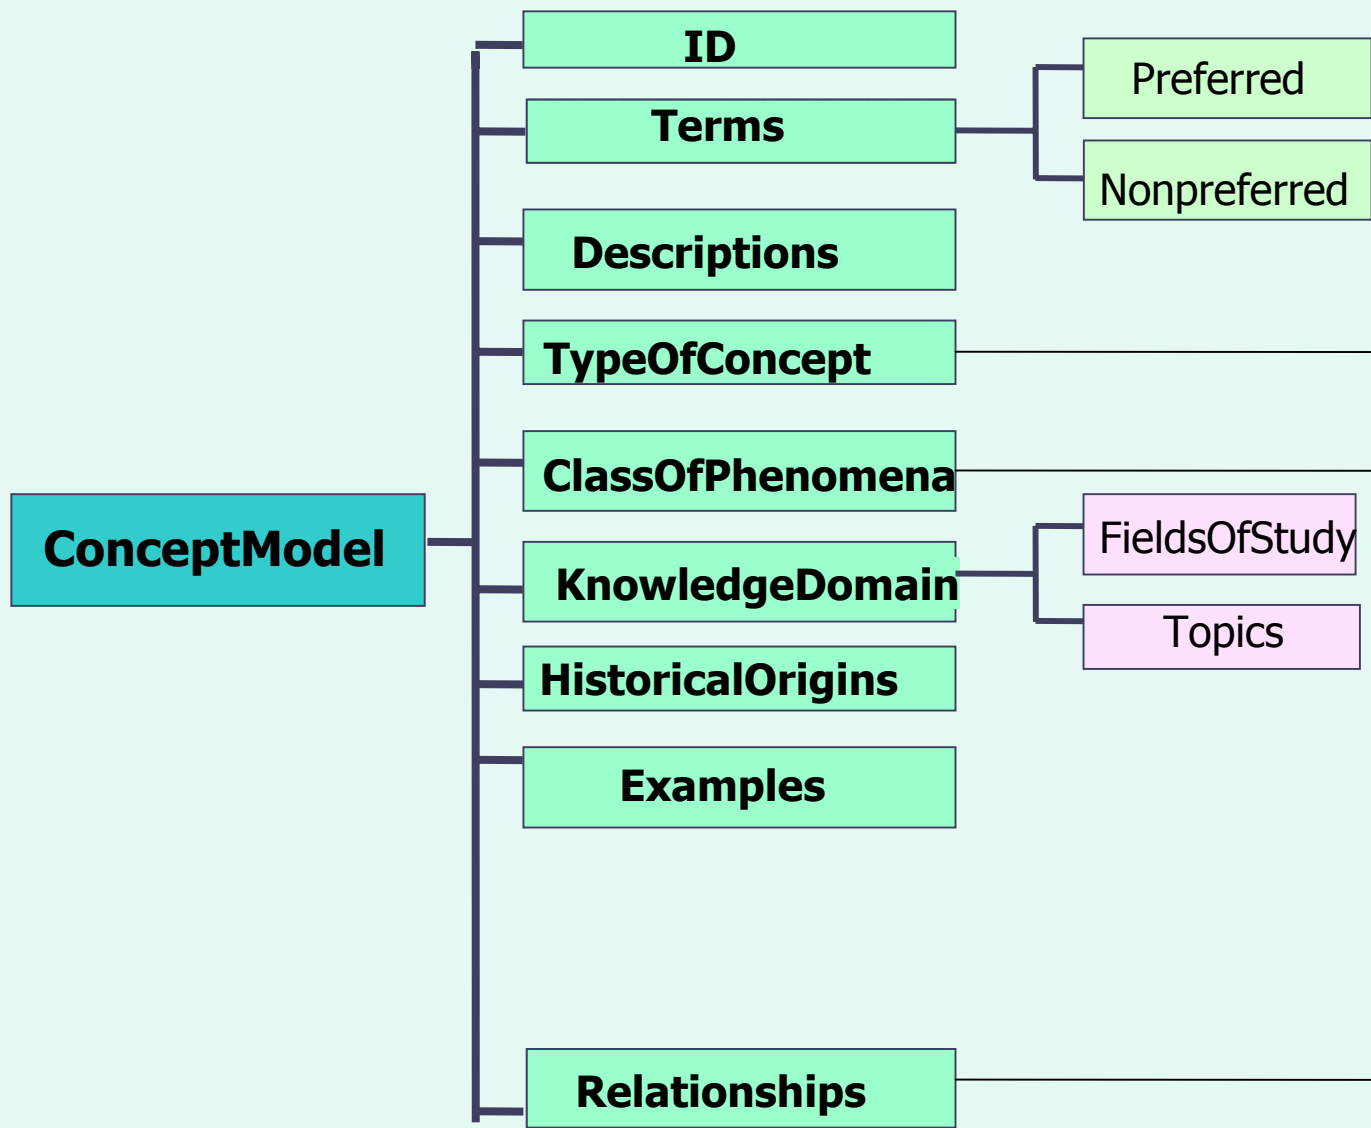 ID
Preferred
Terms
Nonpreferred
Descriptions
TypeOfConcept
ClassOfPhenomena
ConceptModel
FieldsOfStudy
KnowledgeDomain
Topics
HistoricalOrigins
Examples
Relationships